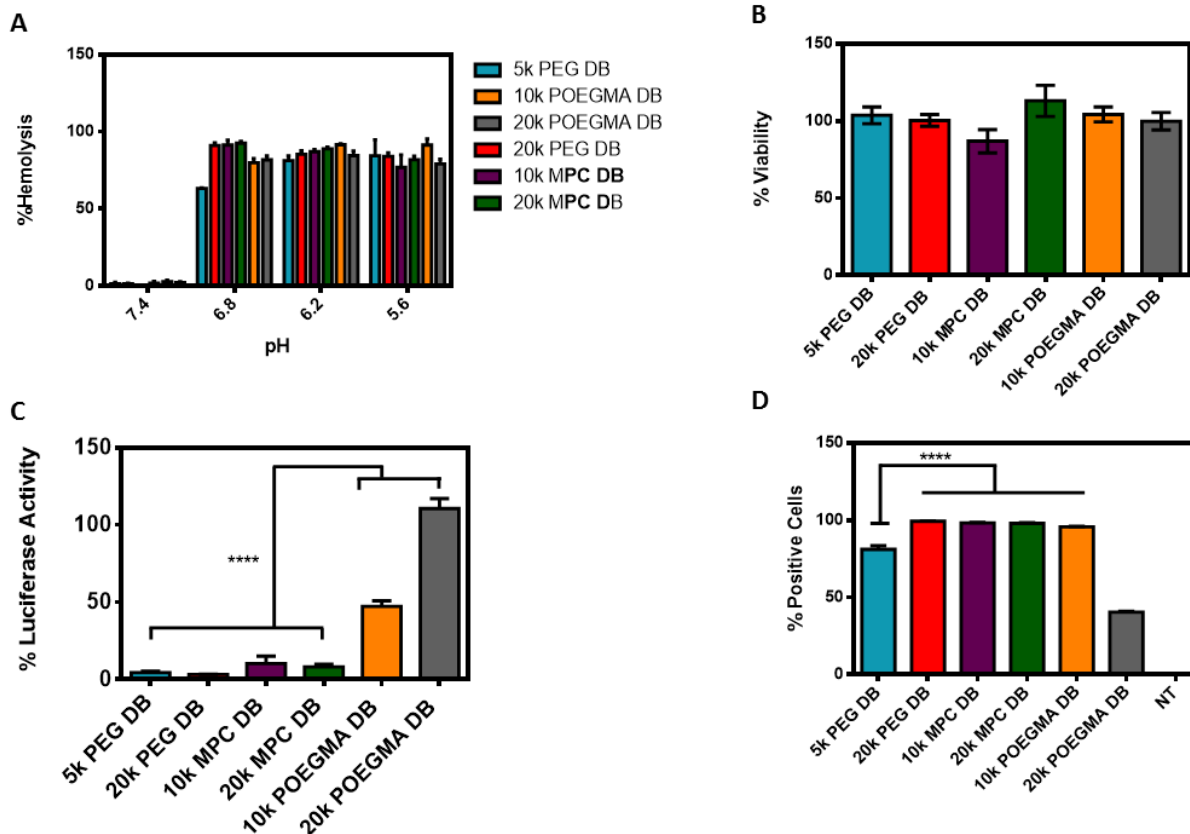 A
150
100
50
0
%Hemolysis
7.4
6.8
6.2
5.6
pH
5k PEG DB
10k POEGMA DB
20k POEGMA DB
20k PEG DB
10k MPC DB
20k MPC DB
B
150
100
50
0
% Viability
5k PEG DB
20k PEG DB
10k MPC DB
20k MPC DB
10k POEGMA DB
20k POEGMA DB
C
150
100
50
0
% Luciferase Activity
****
5k PEG DB
20k PEG DB
10k MPC DB
20k MPC DB
10k POEGMA DB
20k POEGMA DB
D
150
100
50
0
% Positive Cells
****
5k PEG DB
20k PEG DB
10k MPC DB
20k MPC DB
10k POEGMA DB
20k POEGMA DB
NT